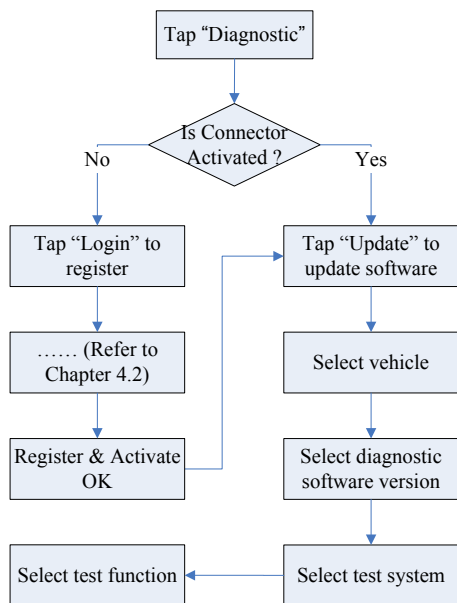 Tap “Diagnostic”
Is Connector
Activated ?
No
Yes
Tap “Login” to
register
Tap “Update” to
update software
…… (Refer to
Chapter 4.2)
Select vehicle
Register & Activate
OK
Select diagnostic
software version
Select test function
Select test system